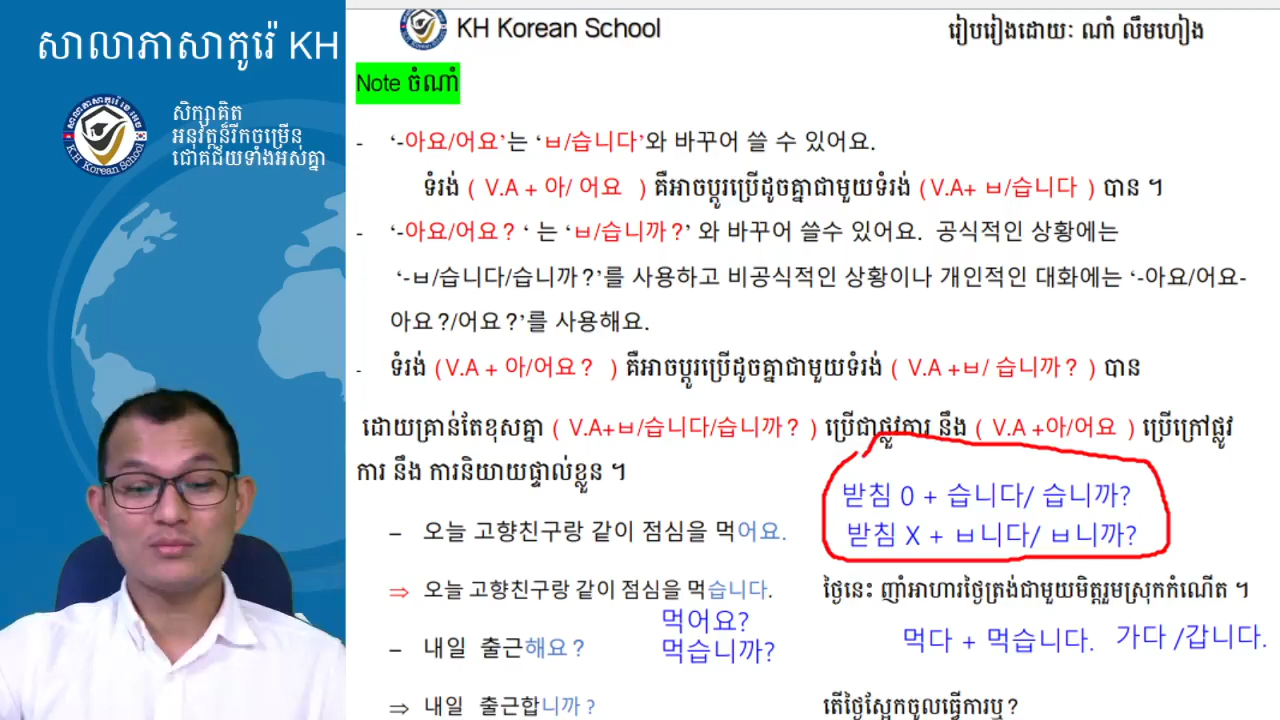 សាលាភាសាកូរ៉េ KH
សិក្សាគិត
អនុវត្តន៍រីកចម្រើន
ជោគជ័យទាំងអស់គ្នា
KH Korean School
រៀបរៀងដោយៈ ណាំ លឹមហៀង
Note ចំណាំ
- ‘-아요/어요’는 ‘ㅂ/습니다’와 바꾸어 쓸 수 있어요.
ទំរង់ ( V.A + 아/ 어요 ) គឺអាចប្តូរប្រើដូចគ្នាជាមួយទំរង់ (V.A+ ㅂ/습니다 ) បាន ។
- ‘-아요/어요? ‘ 는 ‘ㅂ/습니까?’ 와 바꾸어 쓸수 있어요. 공식적인 상황에는
‘-ㅂ/습니다/습니까?’를 사용하고 비공식적인 상황이나 개인적인 대화에는 ‘-아요/어요-
아요?/어요?’를 사용해요.
- ទំរង់ (V.A + 아/어요? ) គឺអាចប្តូរប្រើដូចគ្នាជាមួយទំរង់ ( V.A +ㅂ/ 습니까? ) បាន
ដោយគ្រាន់តែខុសគ្នា ( V.A+ㅂ/습니다/습니까? ) ប្រើជាផ្លូវការ នឹង ( V.A +아/어요 ) ប្រើក្រៅផ្លូវ
ការ នឹង ការនិយាយផ្ទាល់ខ្លួន ។
받침 0 + 습니다/ 습니까?
받침 X + ㅂ니다/ ㅂ니까?
– 오늘 고향친구랑 같이 점심을 먹어요.
⇒ 오늘 고향친구랑 같이 점심을 먹습니다.
ថ្ងៃនេះ ញ៉ាំអាហារថ្ងៃត្រង់ជាមួយមិត្តរួមស្រុកកំណើត ។
먹어요?
먹습니까?
먹다 + 먹습니다. 가다 /갑니다.
– 내일 출근해요?
⇒ 내일 출근합니까?
តើថ្ងៃស្អែកចូលធ្វើការឬ?